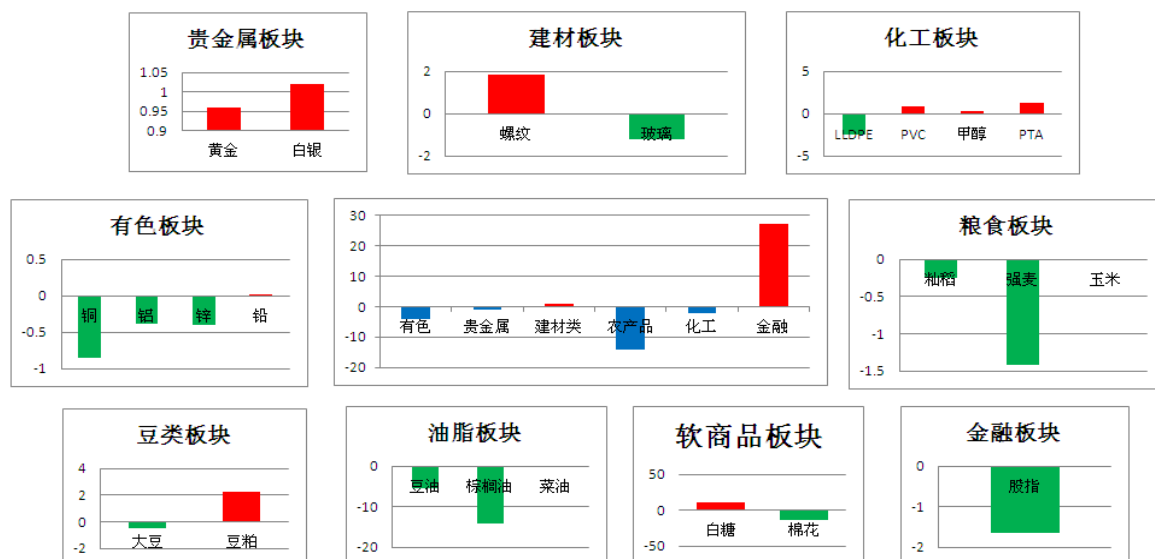 贵金属板块
1.05
1
0.95
0.9
黄金 白银
建材板块
2
0
-2
螺纹 玻璃
化工板块
5
0
-5
LLDPE PVC 甲醇 PTA
有色板块
0.5
0
-0.5
-1
铜 铝 锌 铅
30
20
10
0
-10
-20
有色 贵金属 建材类 农产品 化工 金融
粮食板块
0
-0.5
-1
-1.5
籼稻 强麦 玉米
豆类板块
4
2
0
-2
大豆 豆粕
油脂板块
0
-10
-20
豆油 棕榈油 菜油
软商品板块
50
0
-50
白糖 棉花
金融板块
0
-1
-2
股指